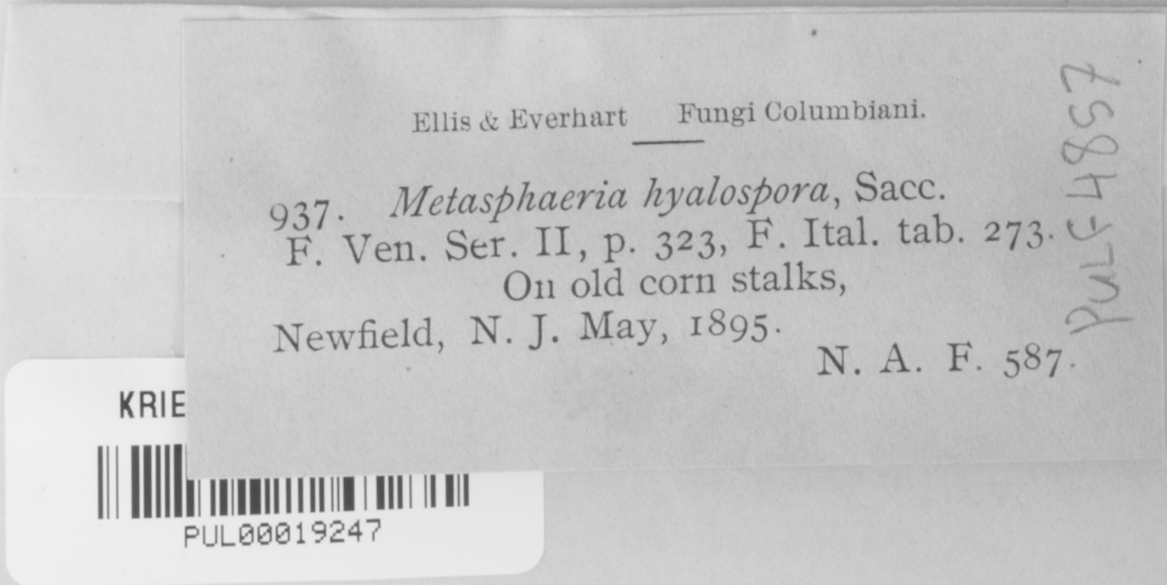 Ellis & Everhart Fungi Columbiani.
937. Metasphaeria hyalospora, Sacc.
F. Ven. Ser. II, p. 323, F. Ital. tab. 273.
On old corn stalks,
Newfield, N. J. May, 1895.
N. A. F. 587.
PUL F 4857
KRIE
PUL00019247